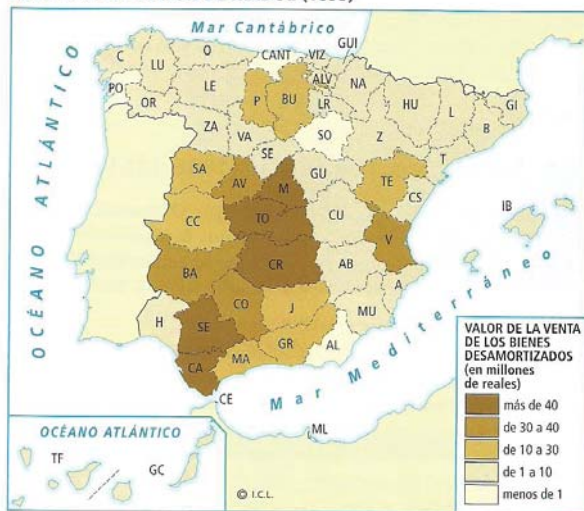 Mar Cantábrico
OCÉANO ATLÁNTICO
C
LU
O
CANT
VIZ
GUI
ALV
NA
PO
OR
LE
P
BU
LR
HU
L
GI
B
ZA
VA
SO
Z
T
SE
SA
AV
M
GU
TE
CS
CC
TO
CU
V
IB
BA
CR
AB
A
CO
J
MU
H
SE
GR
AL
MA
CA
CE
ML
Mar Mediterráneo
VALOR DE LA VENTA
DE LOS BIENES
DESAMORTIZADOS
(en millones
de reales)
más de 40
de 30 a 40
de 10 a 30
de 1 a 10
menos de 1
OCÉANO ATLÁNTICO
TF
GC
© I.C.L.